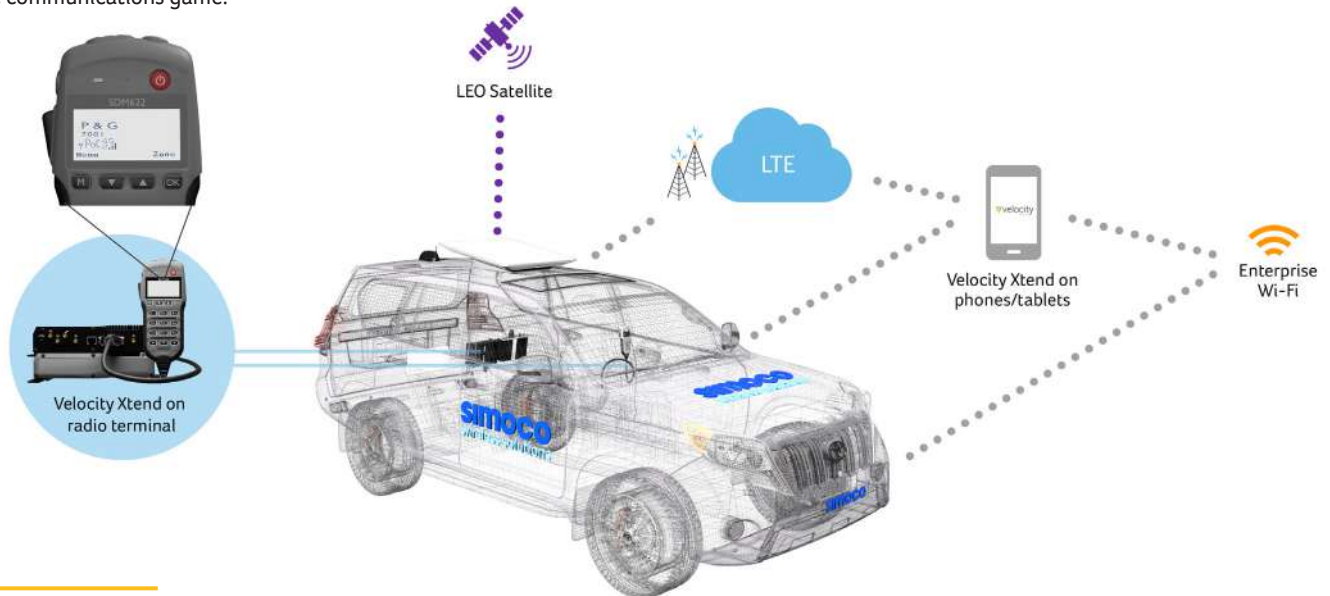 communications game.
LEO Satellite
SDM622
P & G
Menu Zone
M OK
LTE
velocity
Velocity Xtend on
phones/tablets
Enterprise
Wi-Fi
Velocity Xtend on
radio terminal
simoco
simoco
simoco